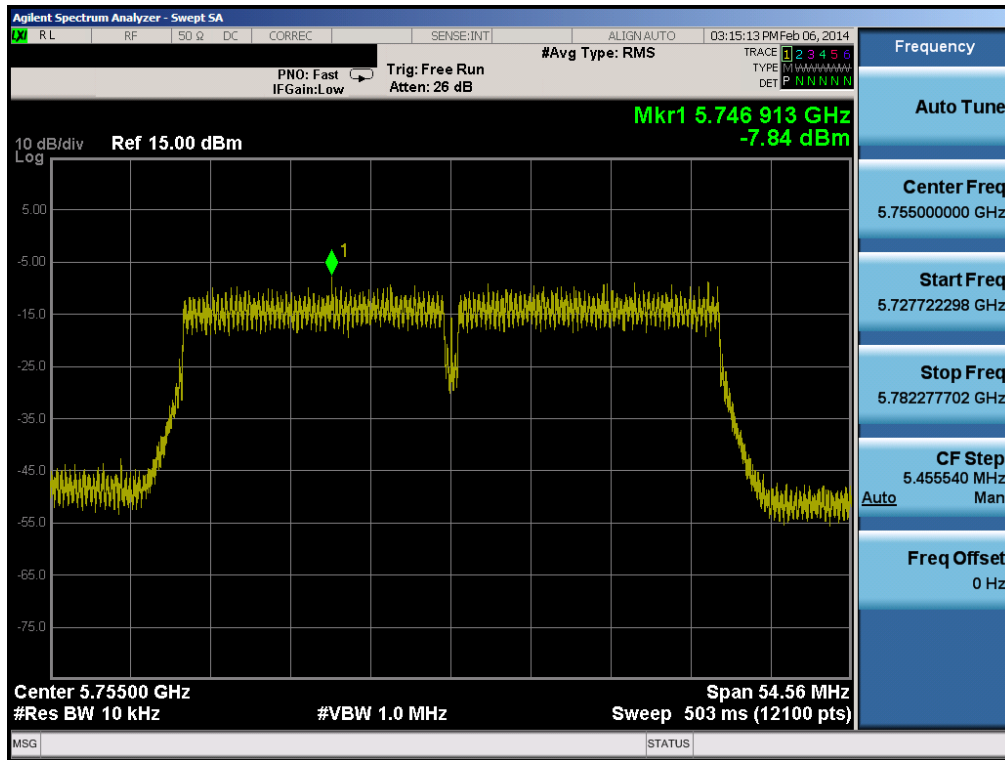 Agilent Spectrum Analyzer - Swept SA
LXI RL RF 50 Ω DC CORREC SENSE:INT ALIGN AUTO 03:15:13 PM Feb 06, 2014
#Avg Type: RMS TRACE 1 2 3 4 5 6
PNO: Fast Trig: Free Run TYPE M WWWWW
IFGain:Low Atten: 26 dB DET P N N N N N
Mkr1 5.746 913 GHz
-7.84 dBm
10 dB/div Ref 15.00 dBm
Log
1
5.00
-5.00
-15.0
-25.0
-35.0
-45.0
-55.0
-65.0
-75.0
Center 5.75500 GHz Span 54.56 MHz
#Res BW 10 kHz #VBW 1.0 MHz Sweep 503 ms (12100 pts)
MSG STATUS
Frequency
Auto Tune
Center Freq
5.755000000 GHz
Start Freq
5.727722298 GHz
Stop Freq
5.782277702 GHz
CF Step
5.455540 MHz
Auto Man
Freq Offset
0 Hz